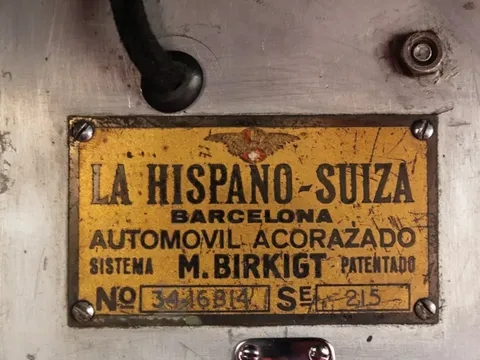 LA HISPANO-SUIZA
BARCELONA
AUTOMOVIL ACORAZADO
SISTEMA M.BIRKIGT PATENTADO
Nº 3416814 SE 215